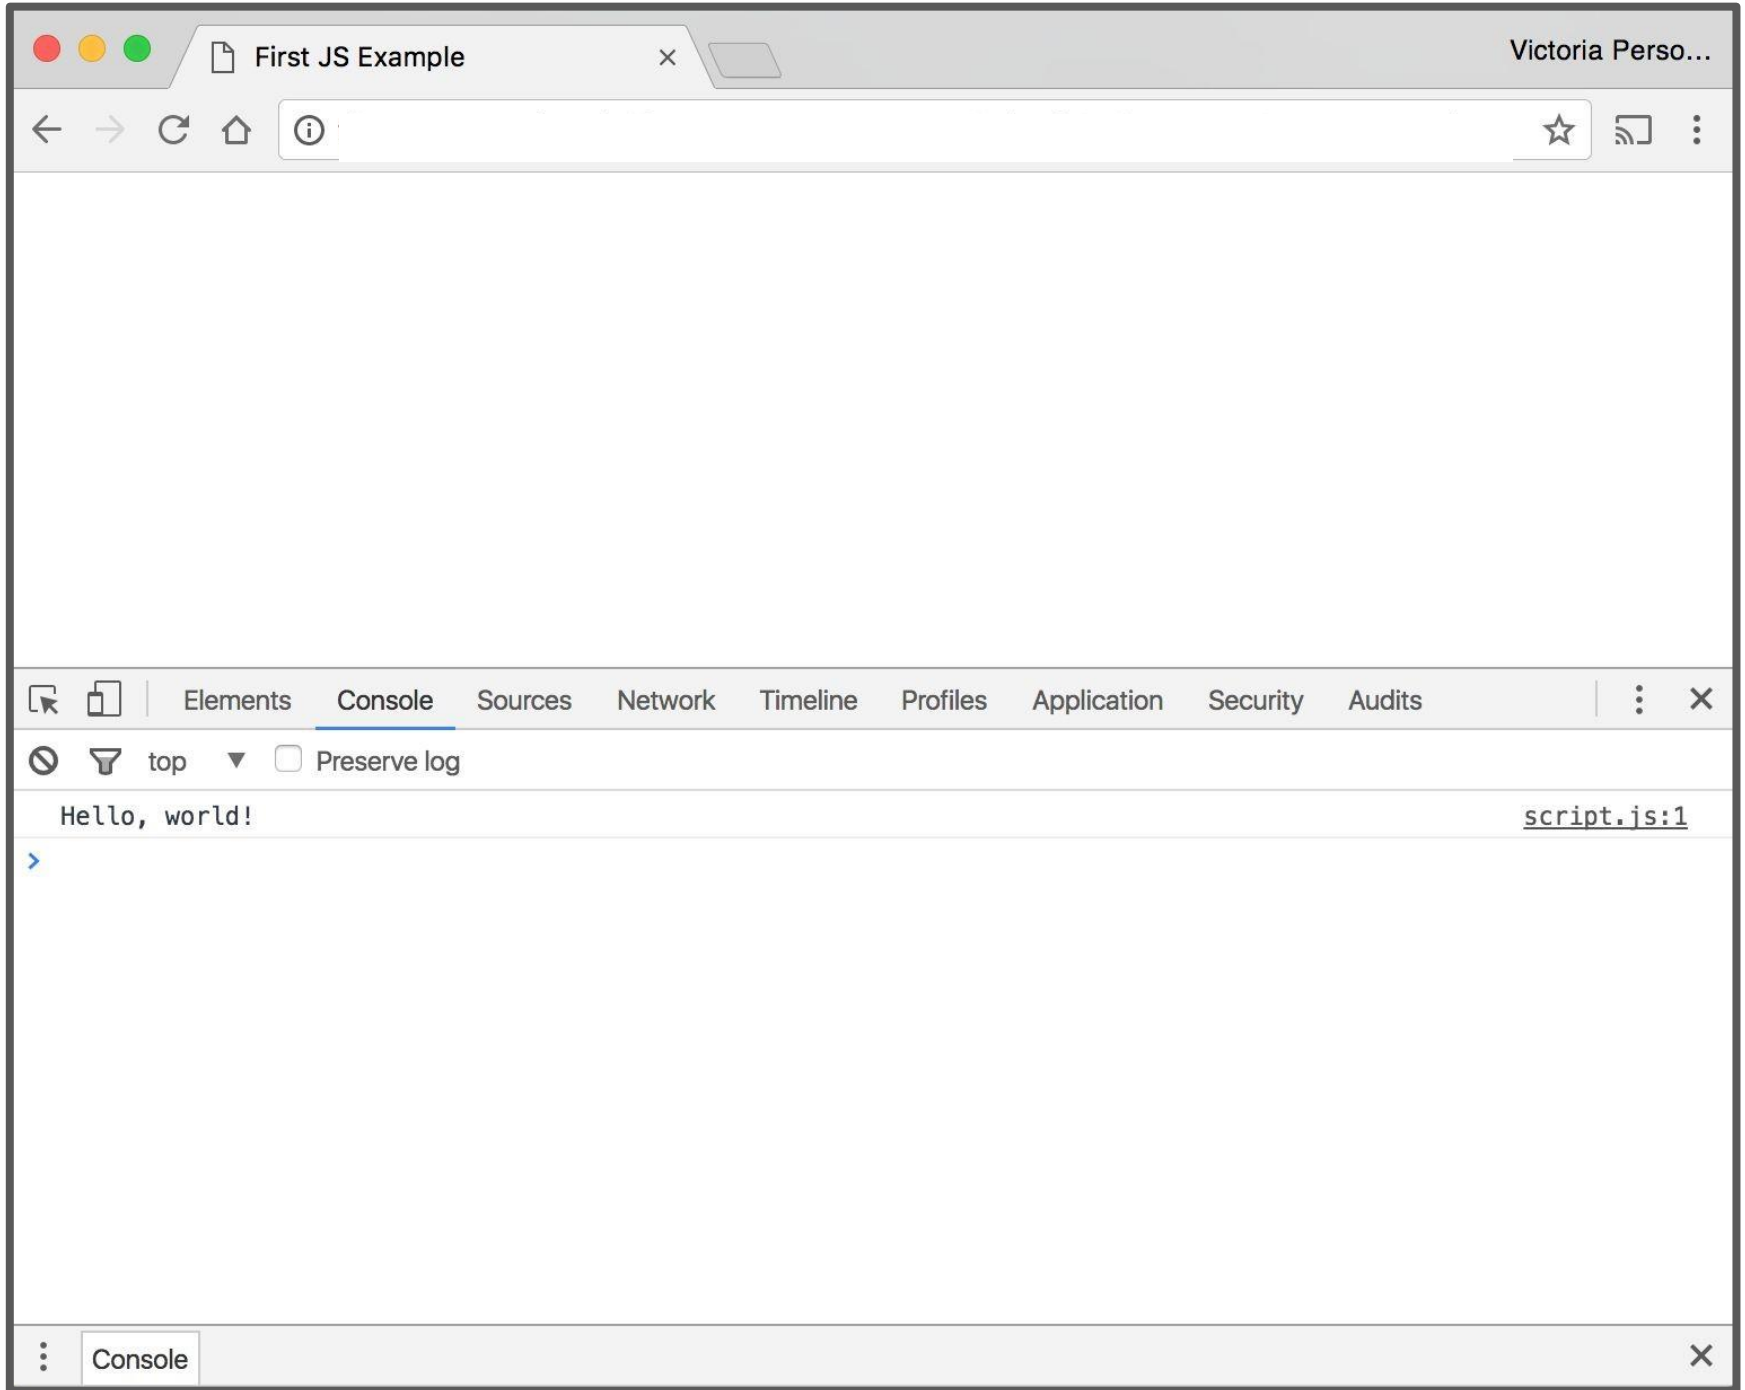 First JS Example
Victoria Perso...
Elements Console Sources Network Timeline Profiles Application Security Audits
top Preserve log
Hello, world! script.js:1
Console